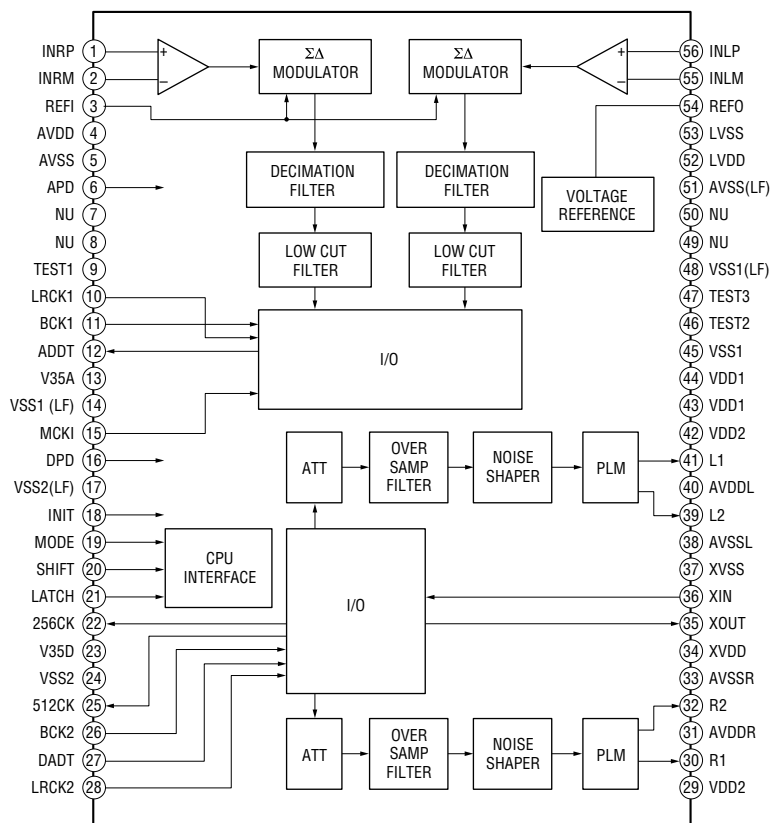 INRP 1
INRM 2
REFI 3
AVDD 4
AVSS 5
APD 6
NU 7
NU 8
TEST1 9
LRCK1 10
BCK1 11
ADDT 12
V35A 13
VSS1 (LF) 14
MCKI 15
DPD 16
VSS2(LF) 17
INIT 18
MODE 19
SHIFT 20
LATCH 21
256CK 22
V35D 23
VSS2 24
512CK 25
BCK2 26
DADT 27
LRCK2 28
+
−
ΣΔ
MODULATOR
ΣΔ
MODULATOR
+
−
DECIMATION
FILTER
DECIMATION
FILTER
VOLTAGE
REFERENCE
LOW CUT
FILTER
LOW CUT
FILTER
I/O
ATT
OVER
SAMP
FILTER
NOISE
SHAPER
PLM
CPU
INTERFACE
I/O
ATT
OVER
SAMP
FILTER
NOISE
SHAPER
PLM
56 INLP
55 INLM
54 REFO
53 LVSS
52 LVDD
51 AVSS(LF)
50 NU
49 NU
48 VSS1(LF)
47 TEST3
46 TEST2
45 VSS1
44 VDD1
43 VDD1
42 VDD2
41 L1
40 AVDDL
39 L2
38 AVSSL
37 XVSS
36 XIN
35 XOUT
34 XVDD
33 AVSSR
32 R2
31 AVDDR
30 R1
29 VDD2